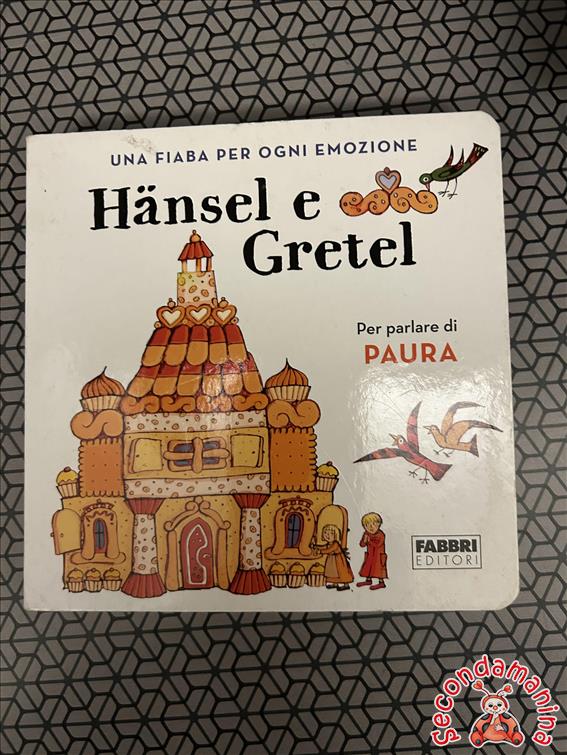 UNA FIABA PER OGNI EMOZIONE
Hänsel e
Gretel
Per parlare di
PAURA
FABBRI
EDITORI
Secondamanina